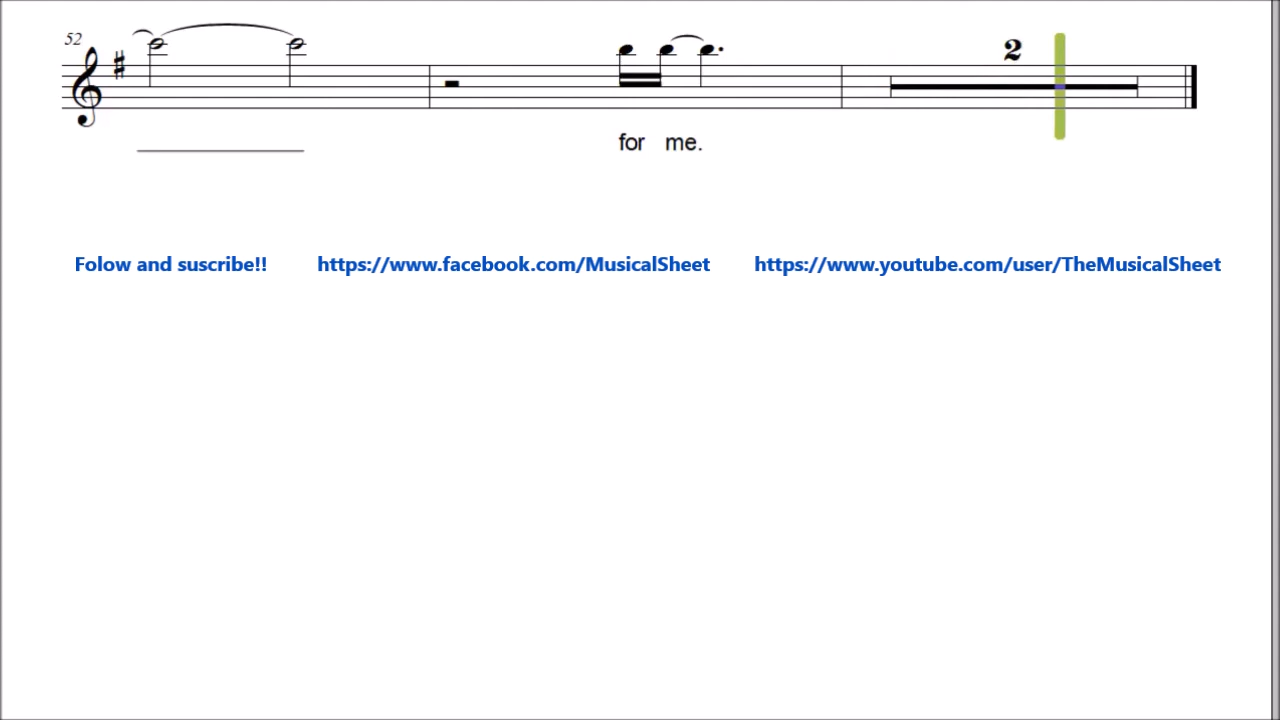 52
2
for me.
Folow and suscribe!! https://www.facebook.com/MusicalSheet https://www.youtube.com/user/TheMusicalSheet